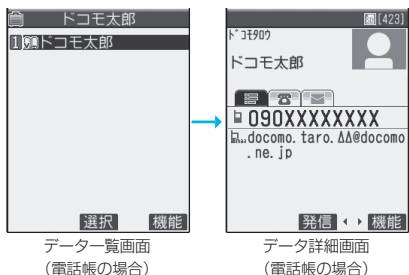 ドコモ太郎
1 ドコモ太郎
選択 機能
データ一覧画面
(電話帳の場合)
[423]
ﾄﾞｺﾓﾀﾛｳ
ドコモ太郎
090XXXXXXXX
docomo.taro.ΔΔ@docomo
.ne.jp
発信 機能
データ詳細画面
(電話帳の場合)